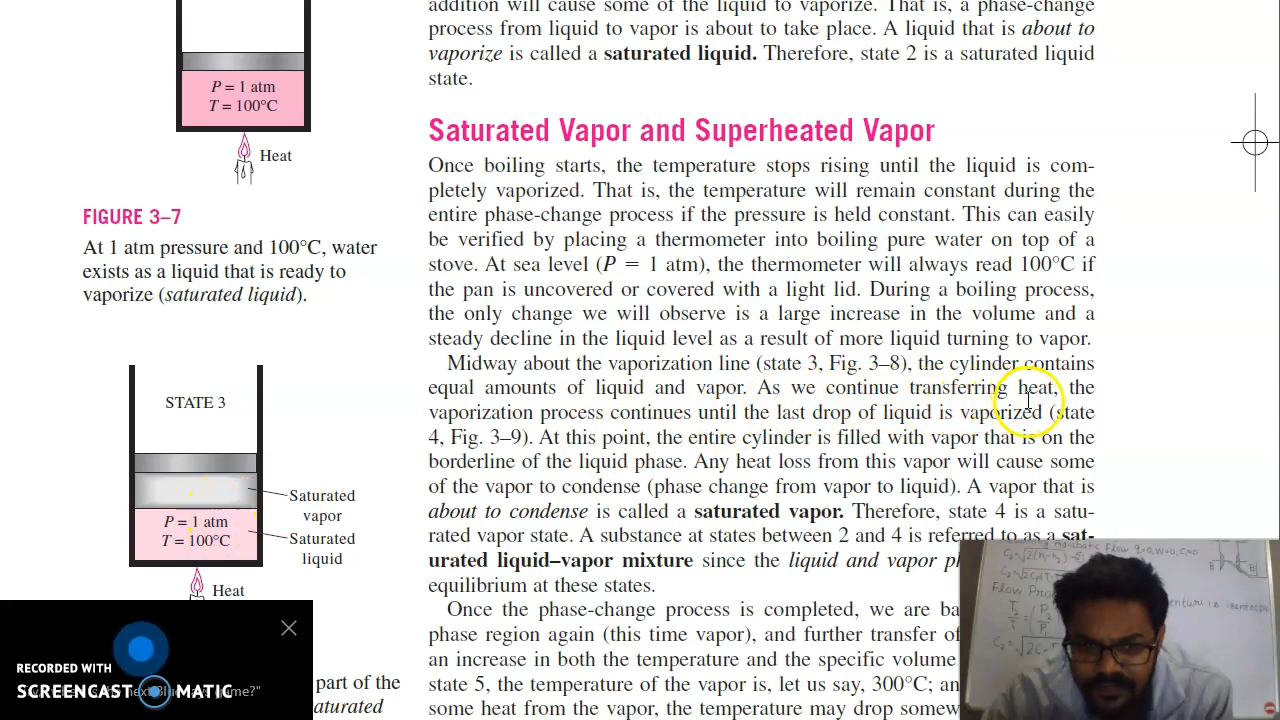 addition will cause some of the liquid to vaporize. That is, a phase-change
process from liquid to vapor is about to take place. A liquid that is about to
vaporize is called a saturated liquid. Therefore, state 2 is a saturated liquid
state.
P = 1 atm
T = 100°C
Heat
FIGURE 3–7
At 1 atm pressure and 100°C, water
exists as a liquid that is ready to
vaporize (saturated liquid).
Saturated Vapor and Superheated Vapor
Once boiling starts, the temperature stops rising until the liquid is com-
pletely vaporized. That is, the temperature will remain constant during the
entire phase-change process if the pressure is held constant. This can easily
be verified by placing a thermometer into boiling pure water on top of a
stove. At sea level (P = 1 atm), the thermometer will always read 100°C if
the pan is uncovered or covered with a light lid. During a boiling process,
the only change we will observe is a large increase in the volume and a
steady decline in the liquid level as a result of more liquid turning to vapor.
Midway about the vaporization line (state 3, Fig. 3–8), the cylinder contains
equal amounts of liquid and vapor. As we continue transferring heat, the
vaporization process continues until the last drop of liquid is vaporized (state
4, Fig. 3–9). At this point, the entire cylinder is filled with vapor that is on the
borderline of the liquid phase. Any heat loss from this vapor will cause some
of the vapor to condense (phase change from vapor to liquid). A vapor that is
about to condense is called a saturated vapor. Therefore, state 4 is a satu-
rated vapor state. A substance at states between 2 and 4 is referred to as a sat-
urated liquid–vapor mixture since the liquid and vapor
equilibrium at these states.
Once the phase-change process is completed, we are
phase region again (this time vapor), and further transfer of
an increase in both the temperature and the specific volume
state 5, the temperature of the vapor is, let us say, 300°C;
some heat from the vapor, the temperature may drop
STATE 3
Saturated
vapor
P = 1 atm
T = 100°C
Saturated
liquid
Heat
part of the
RECORDED WITH
SCREENCAST MATIC